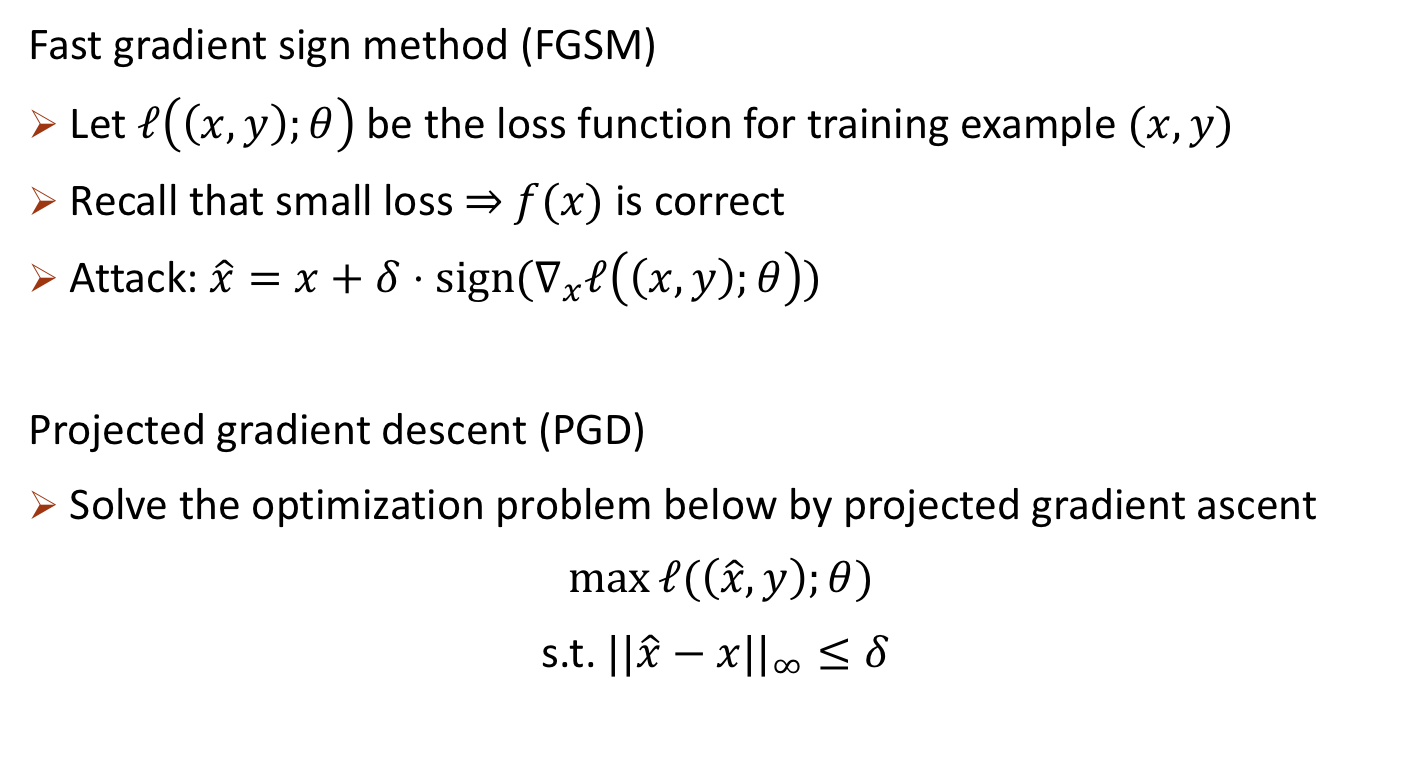 Fast gradient sign method (FGSM)
➢ Let ℓ((x, y); θ) be the loss function for training example (x, y)
➢ Recall that small loss ⇒ f(x) is correct
➢ Attack: x̂ = x + δ · sign(∇ₓℓ((x, y); θ))
Projected gradient descent (PGD)
➢ Solve the optimization problem below by projected gradient ascent
max ℓ((x̂, y); θ)
s.t. ||x̂ − x||∞ ≤ δ